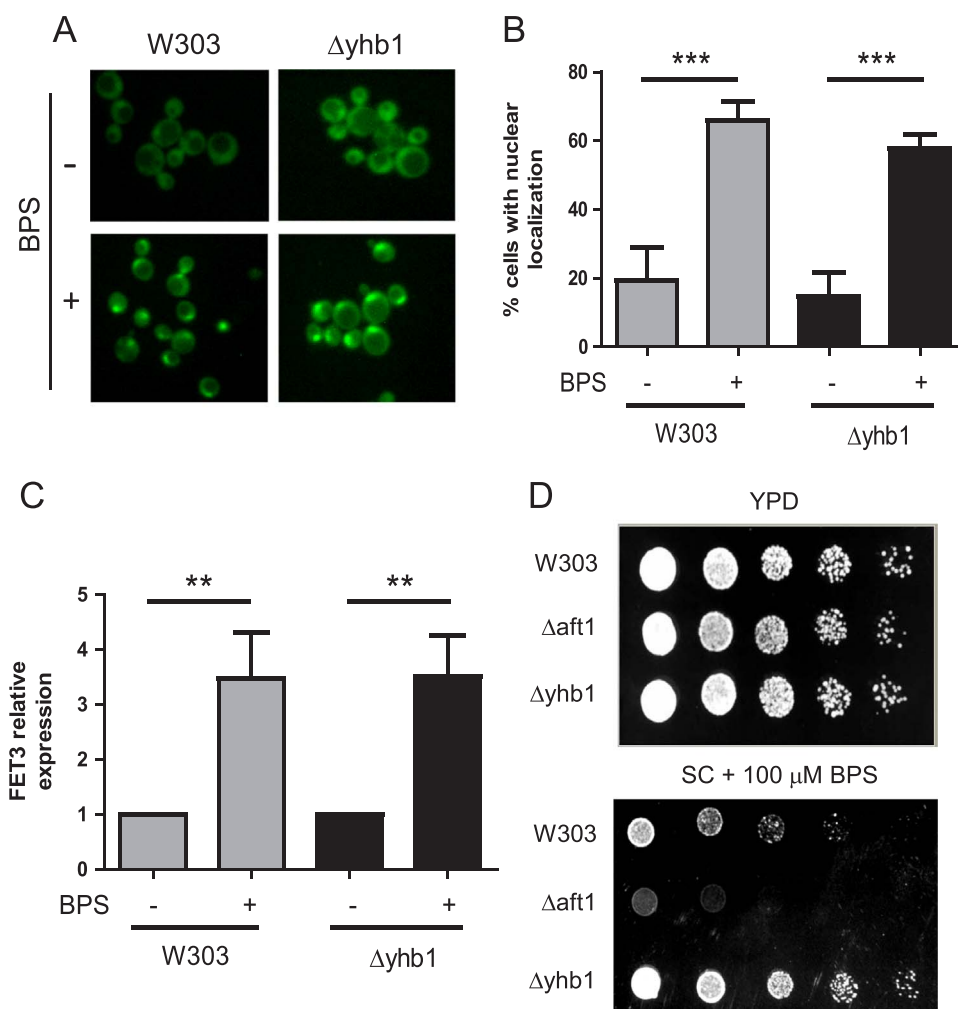 A
W303 Δyhb1
BPS
-
+
B
% cells with nuclear
localization
80
60
40
20
0
*** ***
BPS - + - +
W303 Δyhb1
C
FET3 relative
expression
5
4
3
2
1
0
** **
BPS - + - +
W303 Δyhb1
D
YPD
W303
Δaft1
Δyhb1
SC + 100 μM BPS
W303
Δaft1
Δyhb1